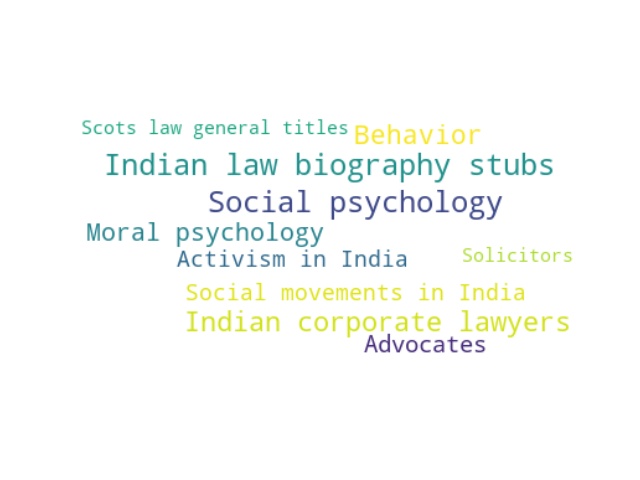 Scots law general titles
Behavior
Indian law biography stubs
Social psychology
Moral psychology
Activism in India
Solicitors
Social movements in India
Indian corporate lawyers
Advocates